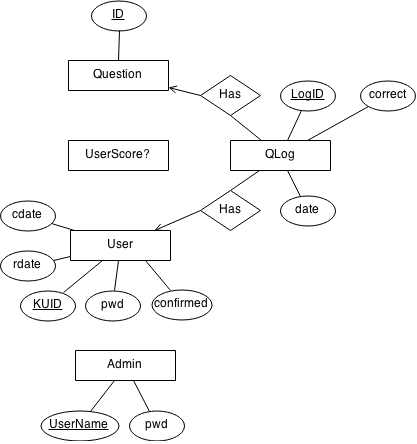 ID
Question
Has
LogID
correct
UserScore?
QLog
cdate
Has
date
User
rdate
KUID
pwd
confirmed
Admin
UserName
pwd